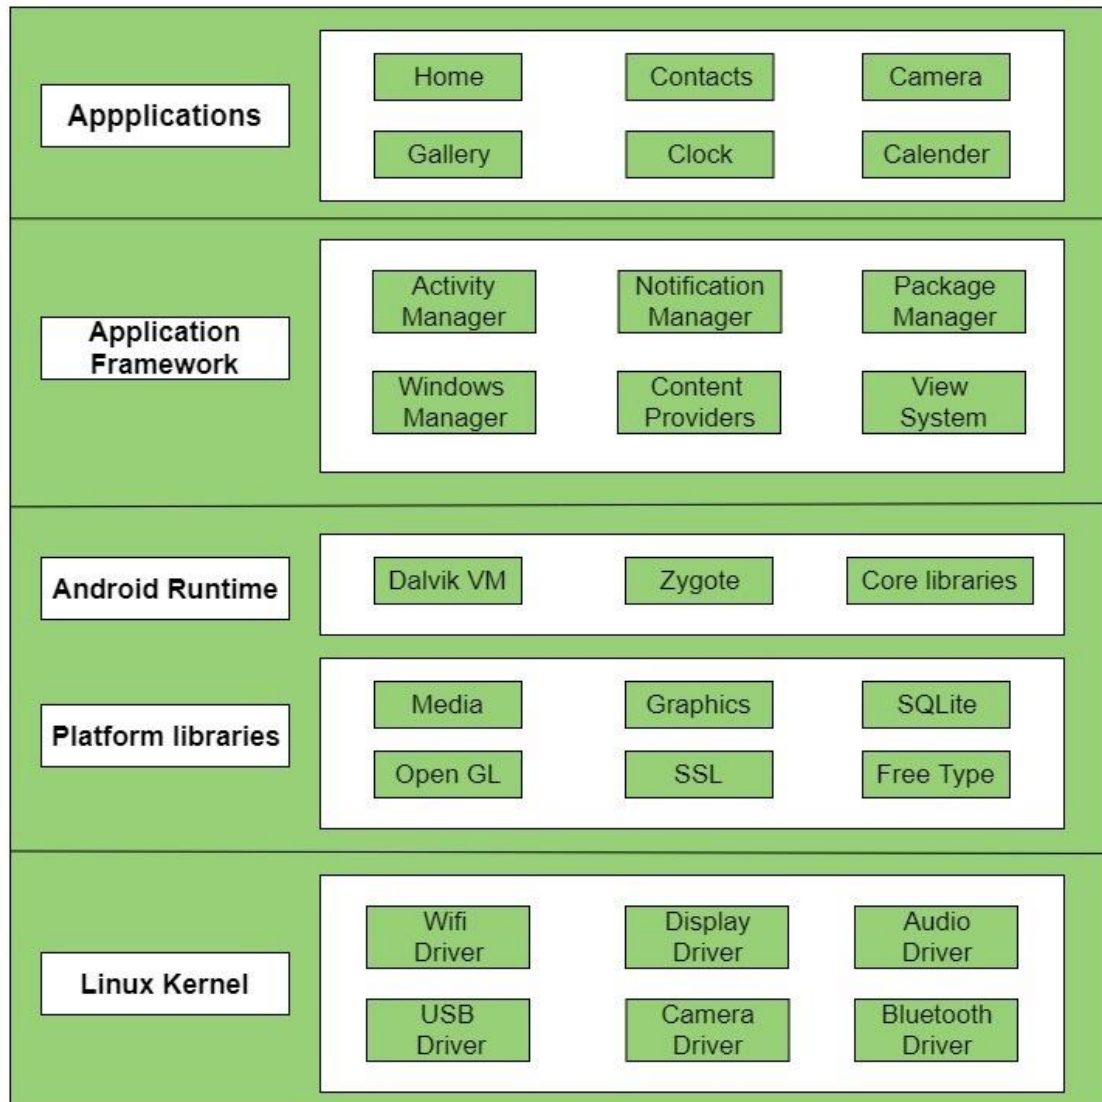 Appplications
Home
Contacts
Camera
Gallery
Clock
Calender
Application
Framework
Activity
Manager
Notification
Manager
Package
Manager
Windows
Manager
Content
Providers
View
System
Android Runtime
Dalvik VM
Zygote
Core libraries
Platform libraries
Media
Graphics
SQLite
Open GL
SSL
Free Type
Linux Kernel
Wifi
Driver
Display
Driver
Audio
Driver
USB
Driver
Camera
Driver
Bluetooth
Driver